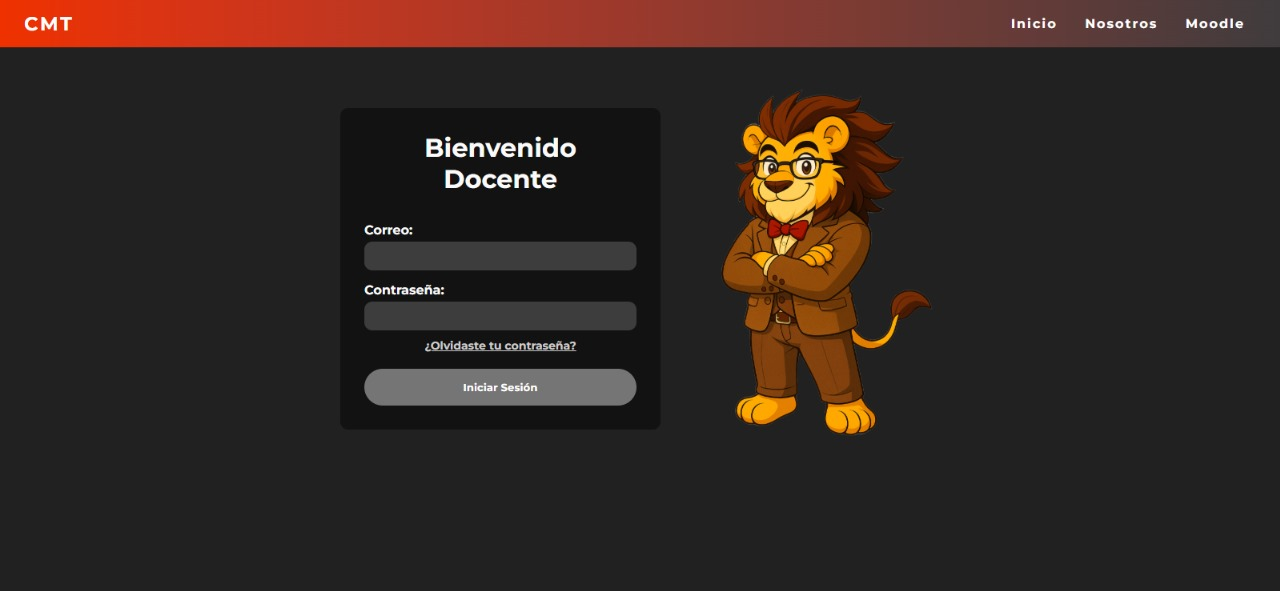 CMT
Inicio Nosotros Moodle
Bienvenido
Docente
Correo:
Contraseña:
¿Olvidaste tu contraseña?
Iniciar Sesión